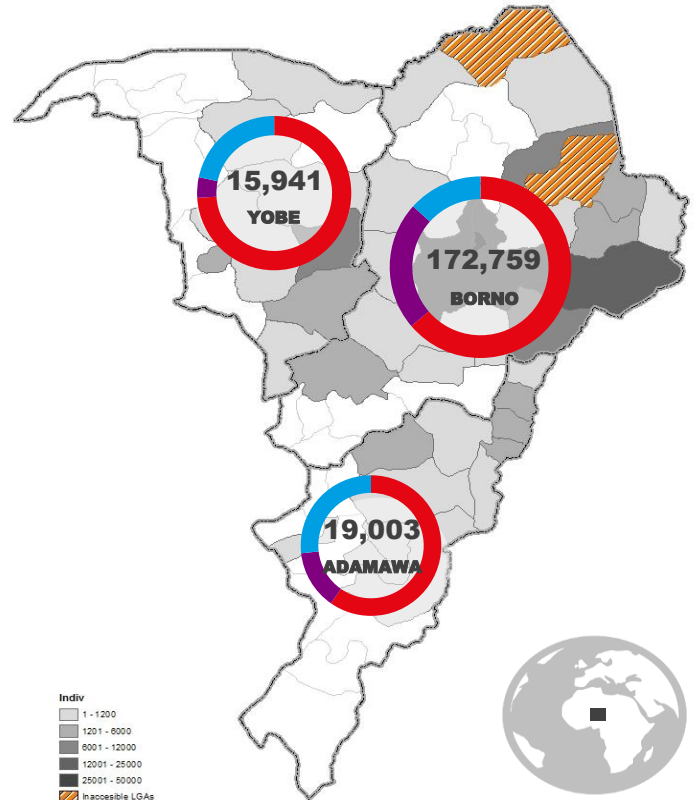 15,941
YOBE
172,759
BORNO
19,003
ADAMAWA
Indiv
1 - 1200
1201 - 6000
6001 - 12000
12001 - 25000
25001 - 50000
Inaccesible LGAs